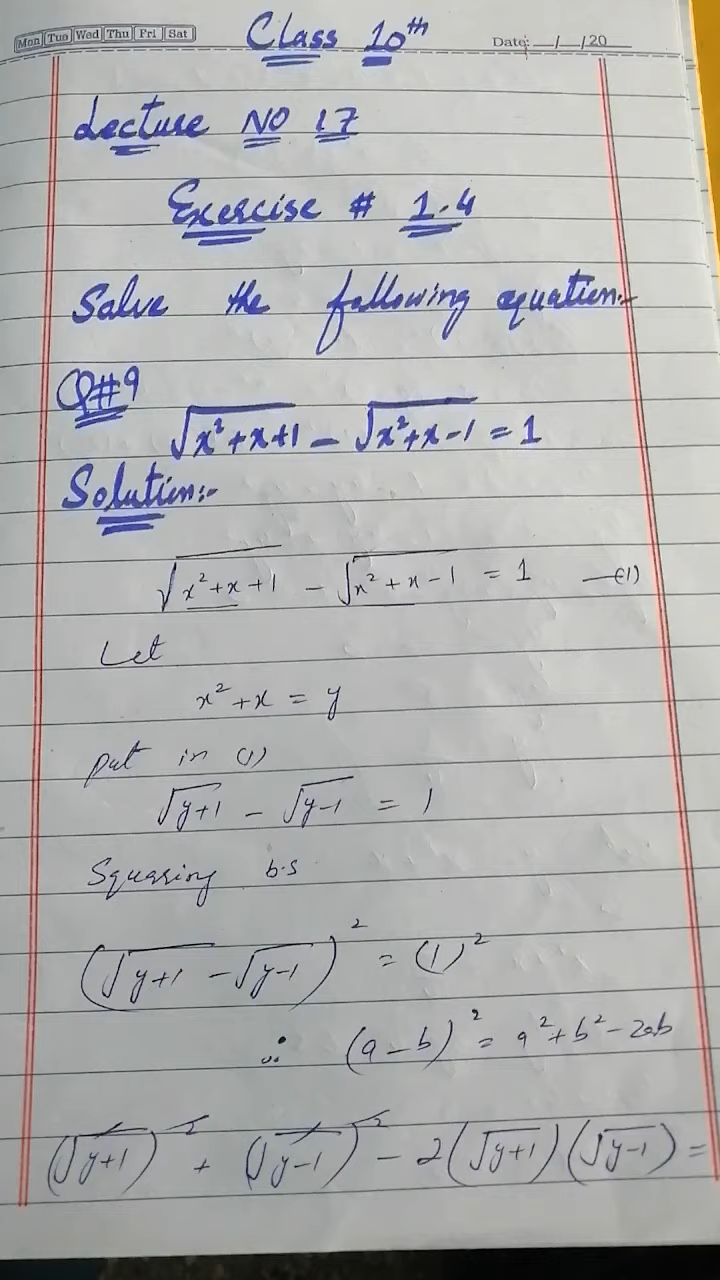 Mon Tue Wed Thu Fri Sat
Class 10th
Date: __/__/20__
Lecture NO 17
Exercise # 1.4
Solve the following equation:-
Q#9
√(x²+x+1) - √(x²+x-1) = 1
Solution:-
√(x²+x+1) - √(x²+x-1) = 1 —(1)
Let
x²+x = y
put in (1)
√(y+1) - √(y-1) = 1
Squaring b.s
(√(y+1) - √(y-1))² = (1)²
∴ (a-b)² = a²+b²-2ab
(√(y+1))² + (√(y-1))² - 2(√(y+1))(√(y-1)) =